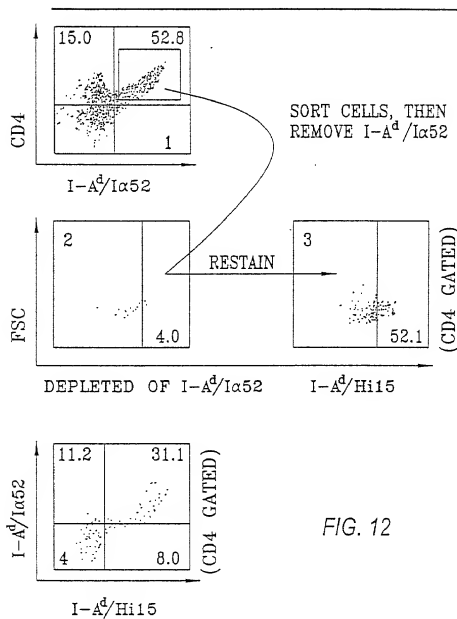 15.0 52.8
CD4
1
I-A^d/Iα52
SORT CELLS, THEN
REMOVE I-A^d/Iα52
2
FSC
4.0
RESTAIN
3
52.1
(CD4 GATED)
DEPLETED OF I-A^d/Iα52
I-A^d/Hi15
11.2 31.1
I-A^d/Iα52
4 8.0
(CD4 GATED)
I-A^d/Hi15
FIG. 12